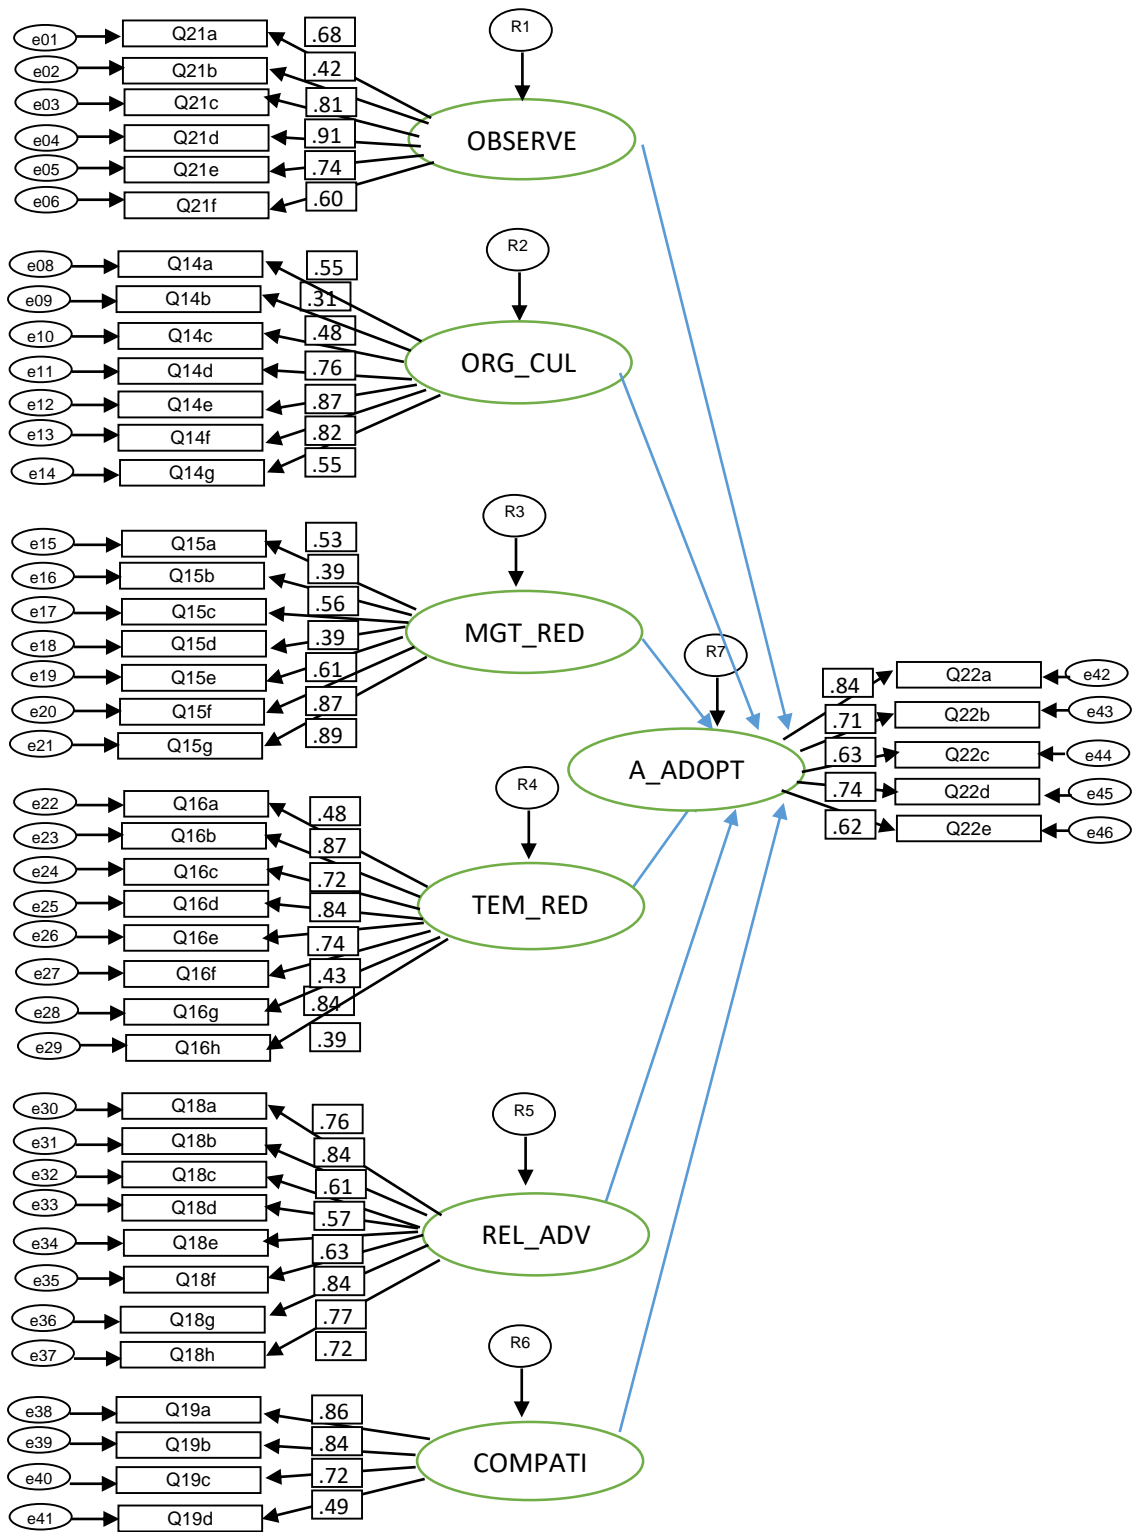 e01 Q21a .68 R1
e02 Q21b .42
e03 Q21c .81 OBSERVE
e04 Q21d .91
e05 Q21e .74
e06 Q21f .60
e08 Q14a .55 R2
e09 Q14b .31
e10 Q14c .48
e11 Q14d .76 ORG_CUL
e12 Q14e .87
e13 Q14f .82
e14 Q14g .55
e15 Q15a .53 R3
e16 Q15b .39
e17 Q15c .56
e18 Q15d .39 MGT_RED
e19 Q15e .61 R7
e20 Q15f .87
e21 Q15g .89
.84 Q22a e42
.71 Q22b e43
A_ADOPT .63 Q22c e44
.74 Q22d e45
.62 Q22e e46
e22 Q16a .48 R4
e23 Q16b .87
e24 Q16c .72
e25 Q16d .84 TEM_RED
e26 Q16e .74
e27 Q16f .43
e28 Q16g .84
e29 Q16h .39
e30 Q18a .76 R5
e31 Q18b .84
e32 Q18c .61
e33 Q18d .57
e34 Q18e .63 REL_ADV
e35 Q18f .84
e36 Q18g .77
e37 Q18h .72 R6
e38 Q19a .86
e39 Q19b .84
e40 Q19c .72 COMPATI
e41 Q19d .49